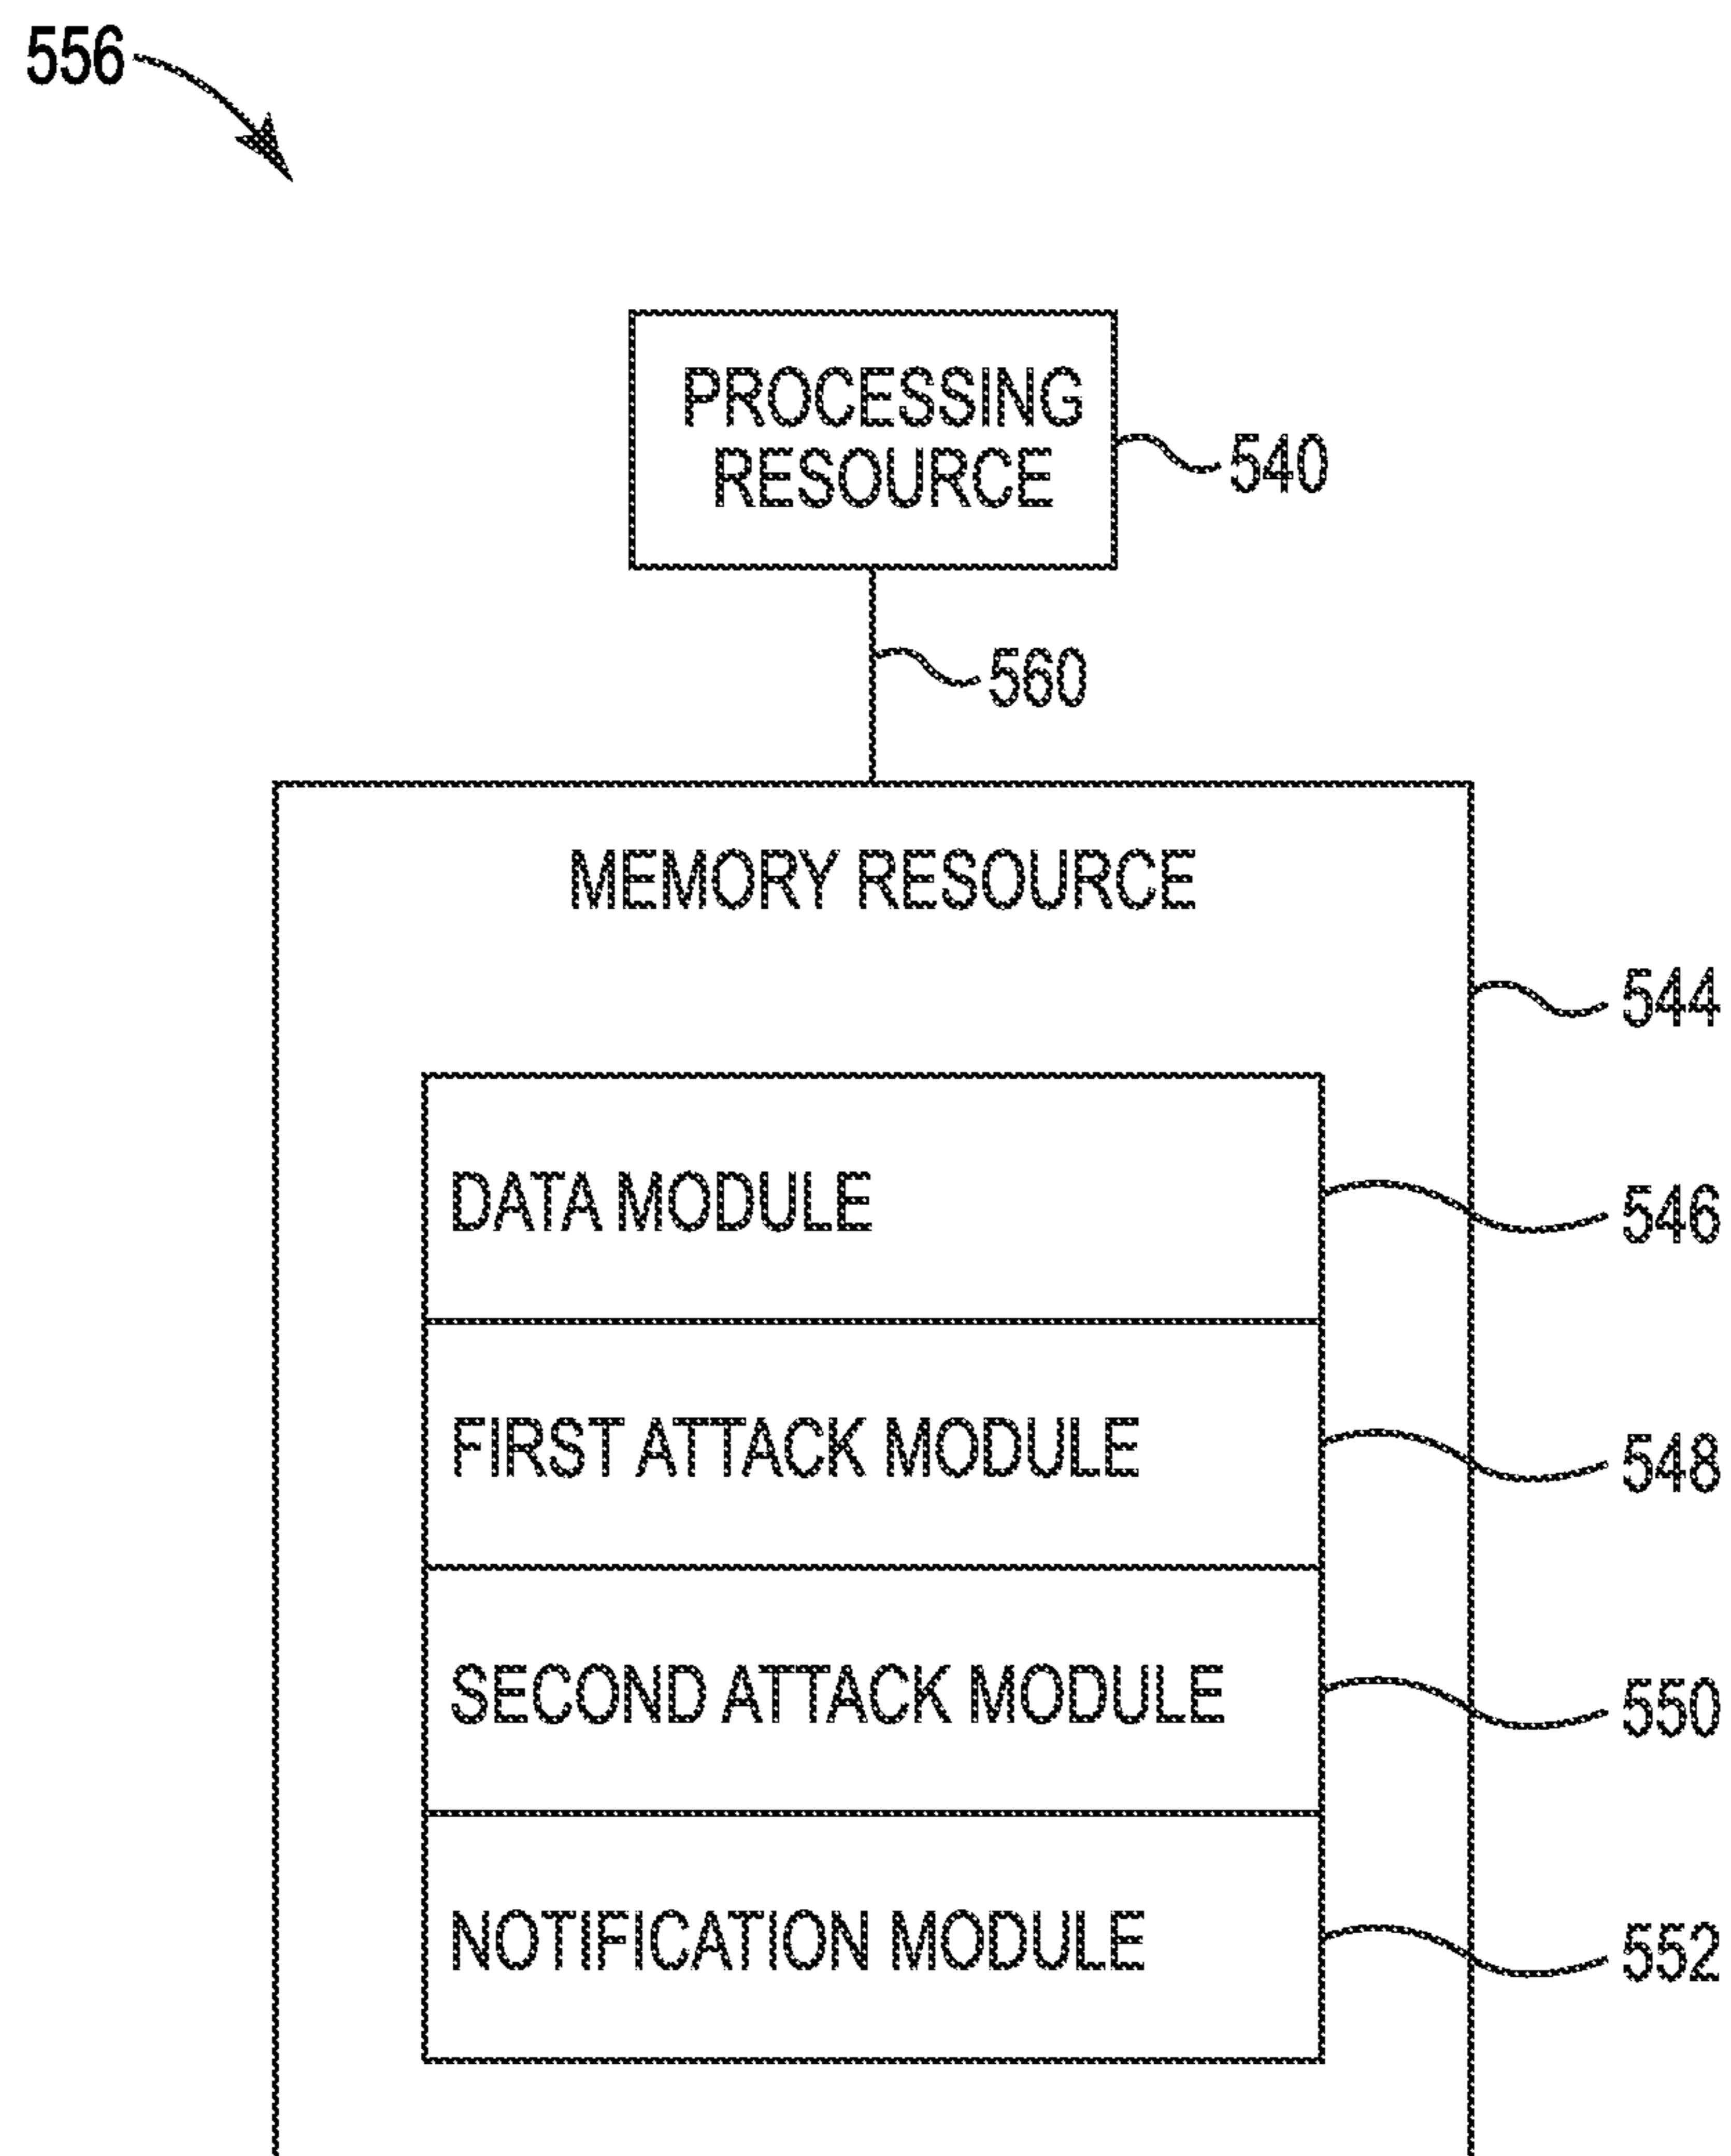 556
PROCESSING
RESOURCE
540
560
MEMORY RESOURCE
544
DATA MODULE
546
FIRST ATTACK MODULE
548
SECOND ATTACK MODULE
550
NOTIFICATION MODULE
552